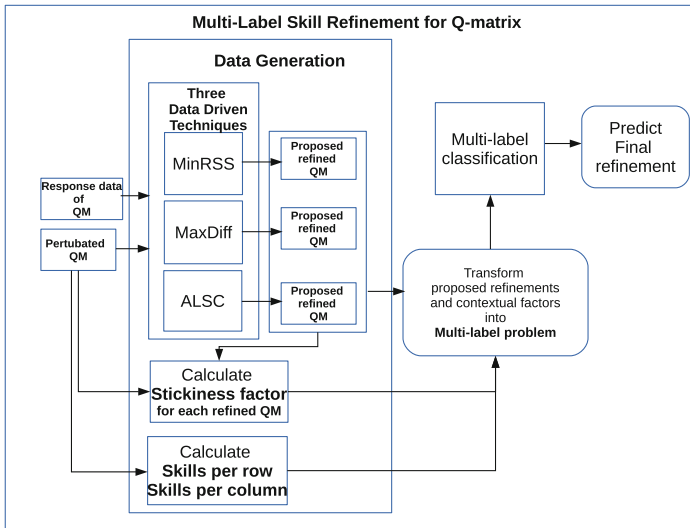 Multi-Label Skill Refinement for Q-matrix
Data Generation
Three
Data Driven
Techniques
MinRSS
Proposed
refined
QM
Response data
of
QM
MaxDiff
Proposed
refined
QM
Pertubated
QM
ALSC
Proposed
refined
QM
Calculate
Stickiness factor
for each refined QM
Calculate
Skills per row
Skills per column
Transform
proposed refinements
and contextual factors
into
Multi-label problem
Multi-label
classification
Predict
Final
refinement